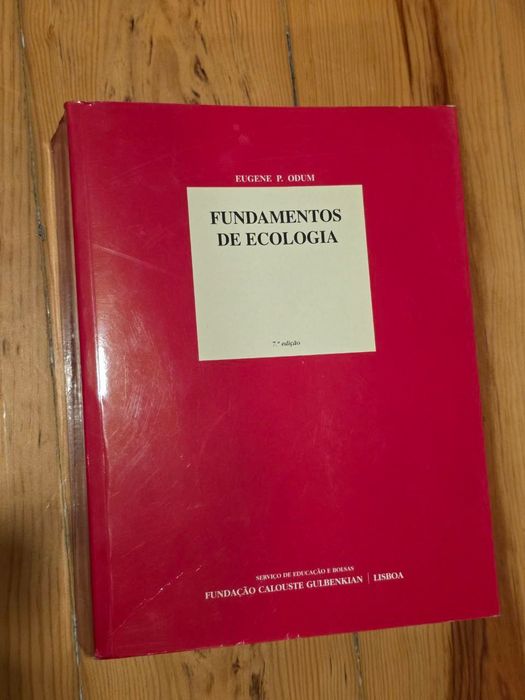 EUGENE P. ODUM
FUNDAMENTOS
DE ECOLOGIA
7.ª edição
SERVIÇO DE EDUCAÇÃO E BOLSAS
FUNDAÇÃO CALOUSTE GULBENKIAN | LISBOA